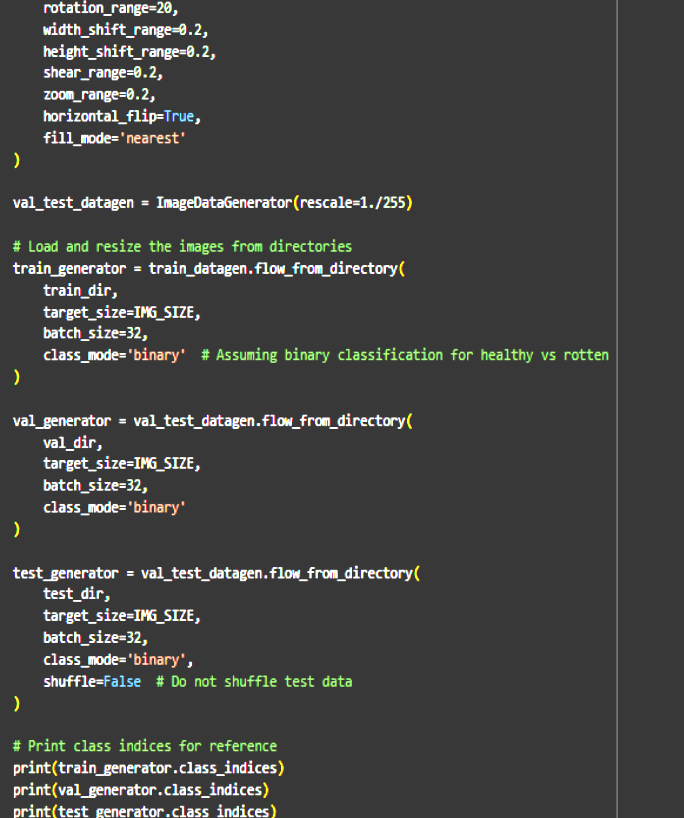 rotation_range=20,
width_shift_range=0.2,
height_shift_range=0.2,
shear_range=0.2,
zoom_range=0.2,
horizontal_flip=True,
fill_mode='nearest'
)
val_test_datagen = ImageDataGenerator(rescale=1./255)
# Load and resize the images from directories
train_generator = train_datagen.flow_from_directory(
train_dir,
target_size=IMG_SIZE,
batch_size=32,
class_mode='binary'  # Assuming binary classification for healthy vs rotten
)
val_generator = val_test_datagen.flow_from_directory(
val_dir,
target_size=IMG_SIZE,
batch_size=32,
class_mode='binary'
)
test_generator = val_test_datagen.flow_from_directory(
test_dir,
target_size=IMG_SIZE,
batch_size=32,
class_mode='binary',
shuffle=False  # Do not shuffle test data
)
# Print class indices for reference
print(train_generator.class_indices)
print(val_generator.class_indices)
print(test_generator.class_indices)